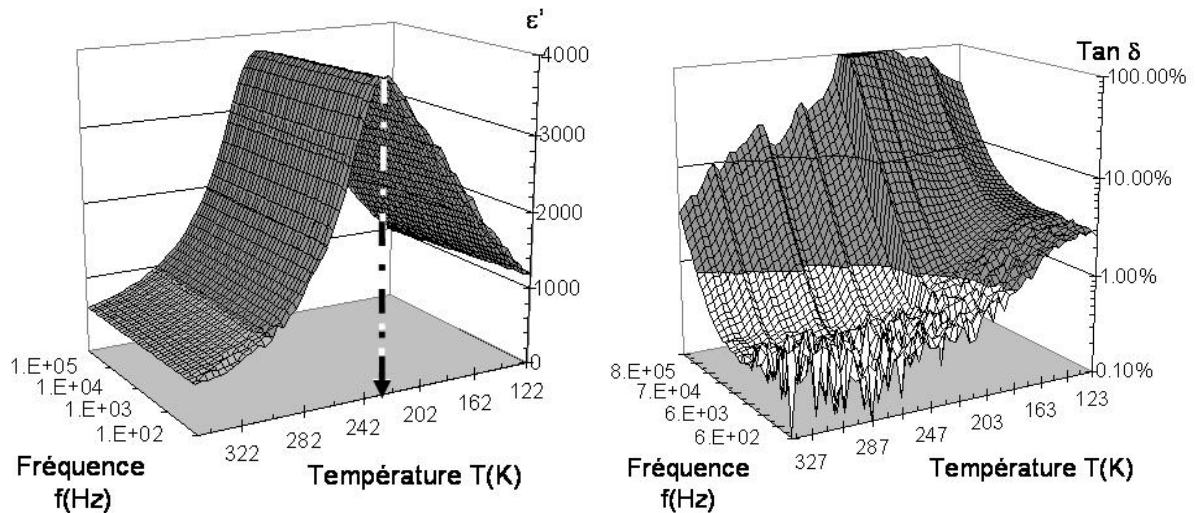 ε'
4000
3000
2000
1000
0
1.E+05
1.E+04
1.E+03
1.E+02
322
282
242
202
162
122
Fréquence
f(Hz)
Température T(K)
Tan δ
100.00%
10.00%
1.00%
0.10%
8.E+05
7.E+04
6.E+03
6.E+02
327
287
247
203
163
123
Fréquence
f(Hz)
Température T(K)